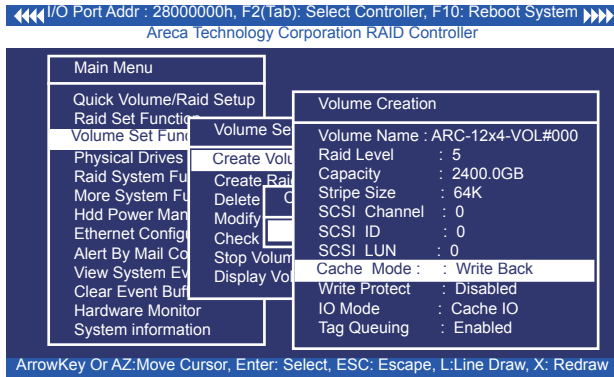 I/O Port Addr : 28000000h, F2(Tab): Select Controller, F10: Reboot System
Areca Technology Corporation RAID Controller
Main Menu
Quick Volume/Raid Setup
Raid Set Function
Volume Set Func
Physical Drives
Raid System Fu
More System Fu
Hdd Power Man
Ethernet Configu
Alert By Mail Co
View System Ev
Clear Event Buff
Hardware Monitor
System information
Volume Se
Create Volu
Create Rai
Delete
Modify
Check
Stop Volum
Display Vol
C
Volume Creation
Volume Name : ARC-12x4-VOL#000
Raid Level : 5
Capacity : 2400.0GB
Stripe Size : 64K
SCSI Channel : 0
SCSI ID : 0
SCSI LUN : 0
Cache Mode : : Write Back
Write Protect : Disabled
IO Mode : Cache IO
Tag Queuing : Enabled
ArrowKey Or AZ:Move Cursor, Enter: Select, ESC: Escape, L:Line Draw, X: Redraw